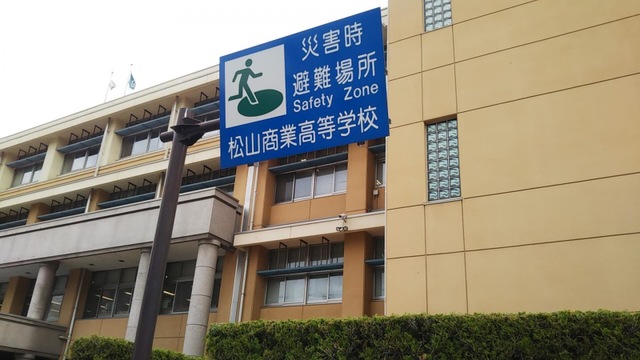 災害時
避難場所
Safety Zone
松山商業高等学校